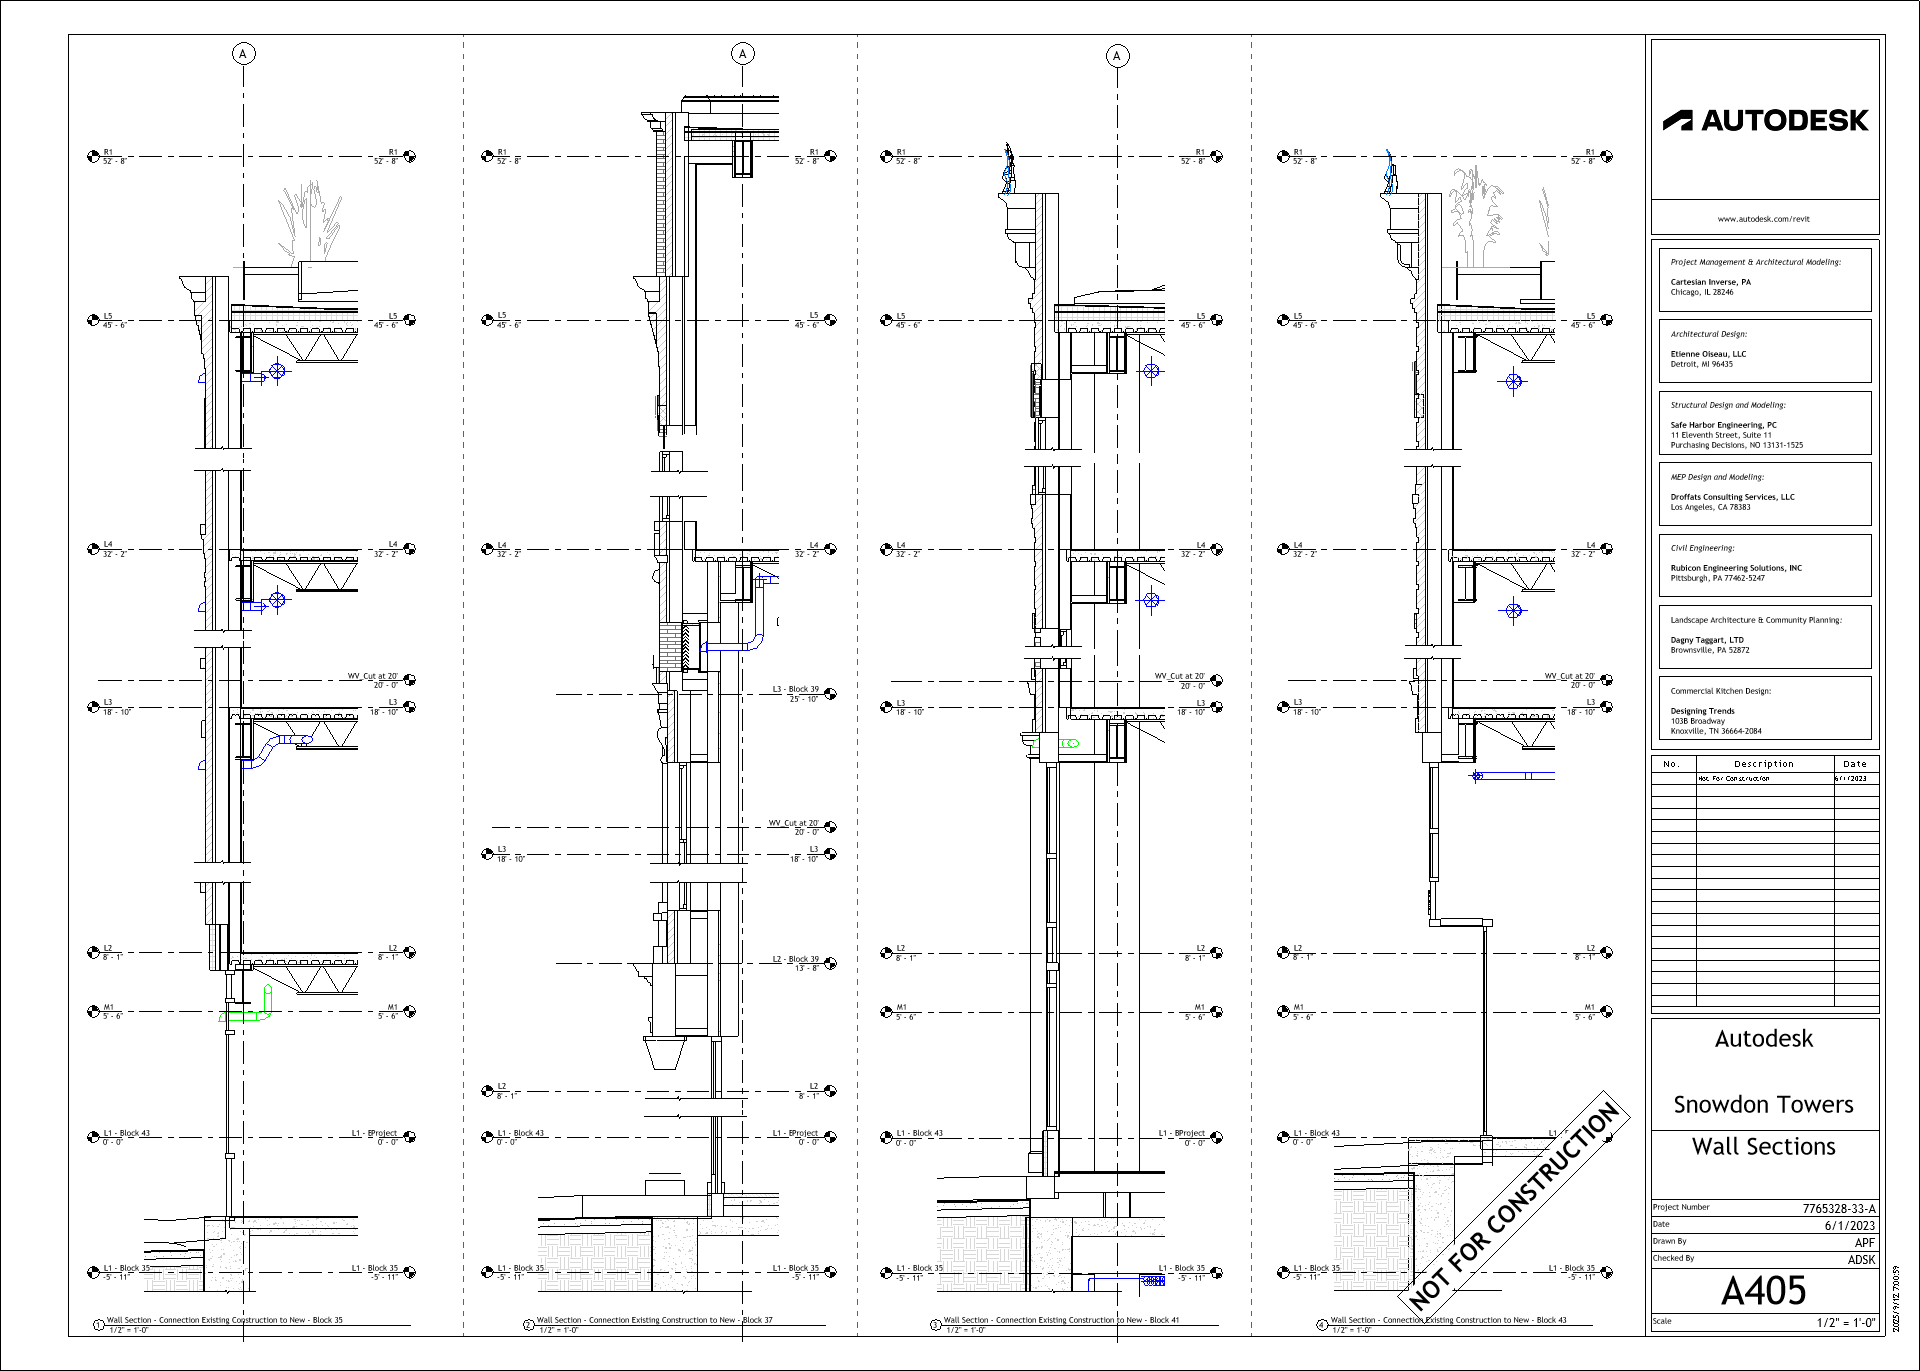 A
R1
52' - 8"
R1
52' - 8"
L5
45' - 6"
L5
45' - 6"
L4
32' - 2"
L4
32' - 2"
WV_Cut at 20'
20' - 0"
L3
18' - 10"
L3
18' - 10"
L2
8' - 1"
L2
8' - 1"
M1
5' - 6"
M1
5' - 6"
L1 - Block 43
0' - 0"
0' - 0"
L1 - Block 35
-5' - 11"
L1 - Block 35
-5' - 11"
1
Wall Section - Connection Existing Construction to New - Block 35
1/2" = 1'-0"
A
R1
52' - 8"
R1
52' - 8"
L5
45' - 6"
L5
45' - 6"
L4
32' - 2"
L4
32' - 2"
L3 - Block 39
25' - 10"
WV_Cut at 20'
20' - 0"
L3
18' - 10"
L3
18' - 10"
L2 - Block 39
13' - 8"
L2
8' - 1"
L2
8' - 1"
L1 - Block 43
0' - 0"
0' - 0"
L1 - Block 35
-5' - 11"
L1 - Block 35
-5' - 11"
2
Wall Section - Connection Existing Construction to New - Block 37
1/2" = 1'-0"
A
R1
52' - 8"
R1
52' - 8"
L5
45' - 6"
L5
45' - 6"
L4
32' - 2"
L4
32' - 2"
WV_Cut at 20'
20' - 0"
L3
18' - 10"
L3
18' - 10"
L2
8' - 1"
L2
8' - 1"
M1
5' - 6"
M1
5' - 6"
L1 - Block 43
0' - 0"
0' - 0"
L1 - Block 35
-5' - 11"
L1 - Block 35
-5' - 11"
3
Wall Section - Connection Existing Construction to New - Block 41
1/2" = 1'-0"
R1
52' - 8"
R1
52' - 8"
L5
45' - 6"
L5
45' - 6"
L4
32' - 2"
L4
32' - 2"
WV_Cut at 20'
20' - 0"
L3
18' - 10"
L3
18' - 10"
L2
8' - 1"
L2
8' - 1"
M1
5' - 6"
M1
5' - 6"
L1 - Block 43
0' - 0"
L1 - Block 35
-5' - 11"
L1 - Block 35
-5' - 11"
4
Wall Section - Connection Existing Construction to New - Block 43
1/2" = 1'-0"
NOT FOR CONSTRUCTION
AUTODESK
www.autodesk.com/revit
Project Management & Architectural Modeling:
Cartesian Inverse, PA
Chicago, IL 28246
Architectural Design:
Etienne Oiseau, LLC
Detroit, MI 96435
Structural Design and Modeling:
Safe Harbor Engineering, PC
11 Eleventh Street, Suite 11
Purchasing Decisions, NO 13131-1525
MEP Design and Modeling:
Droffats Consulting Services, LLC
Los Angeles, CA 78383
Civil Engineering:
Rubicon Engineering Solutions, INC
Pittsburgh, PA 77462-5247
Landscape Architecture & Community Planning:
Dagny Taggart, LTD
Brownsville, PA 52872
Commercial Kitchen Design:
Designing Trends
103B Broadway
Knoxville, TN 36664-2084
No. Description Date
Not For Construction 6/1/2023
Autodesk
Snowdon Towers
Wall Sections
Project Number 7765328-33-A
Date 6/1/2023
Drawn By APF
Checked By ADSK
A405
Scale 1/2" = 1'-0"
2025/9/12 7:00:59